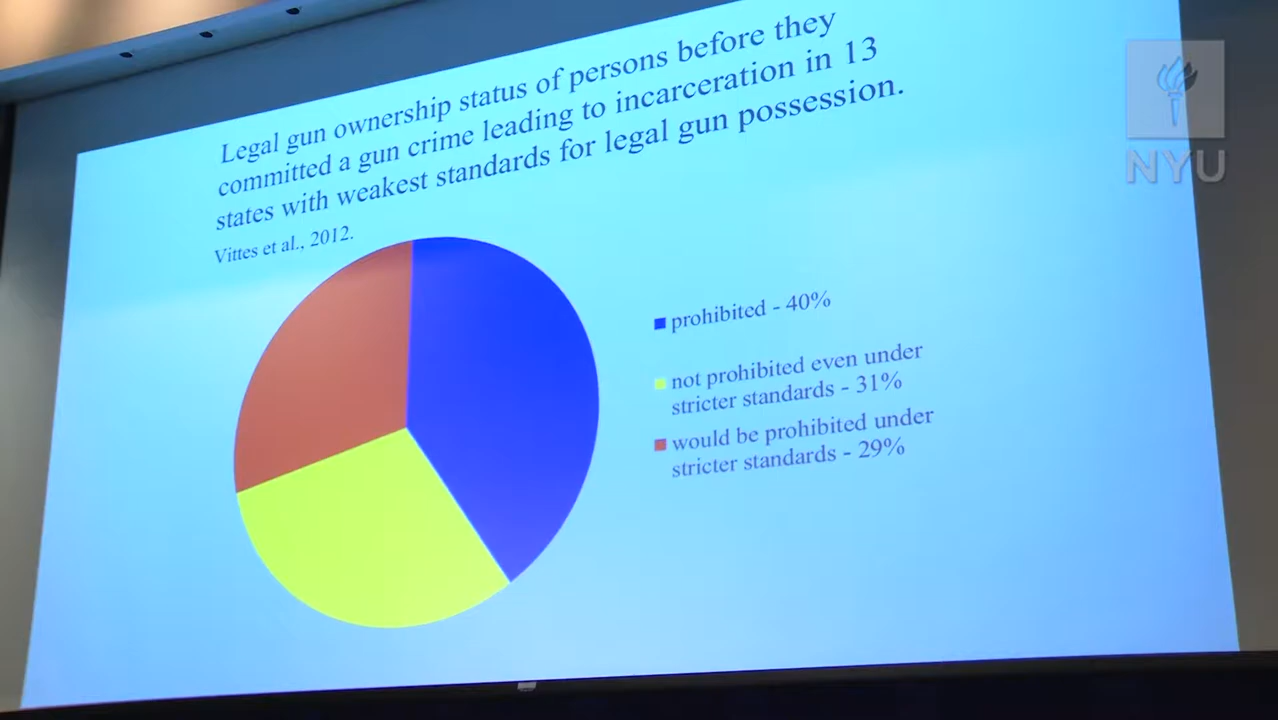 Legal gun ownership status of persons before they
committed a gun crime leading to incarceration in 13
states with weakest standards for legal gun possession.
Vittes et al., 2012.
prohibited - 40%
not prohibited even under
stricter standards - 31%
would be prohibited under
stricter standards - 29%
NYU